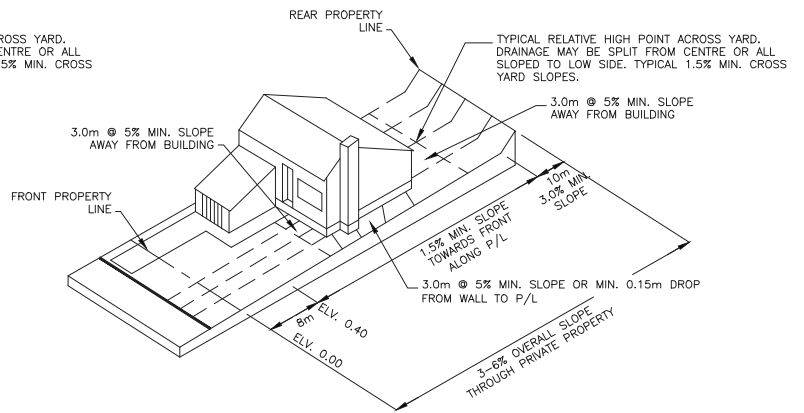 REAR PROPERTY
LINE
CROSS YARD.
CENTRE OR ALL
5% MIN. CROSS
TYPICAL RELATIVE HIGH POINT ACROSS YARD.
DRAINAGE MAY BE SPLIT FROM CENTRE OR ALL
SLOPED TO LOW SIDE. TYPICAL 1.5% MIN. CROSS
YARD SLOPES.
3.0m @ 5% MIN. SLOPE
AWAY FROM BUILDING
3.0m @ 5% MIN. SLOPE
AWAY FROM BUILDING
FRONT PROPERTY
LINE
10m
3.0% MIN.
SLOPE
1.5% MIN. SLOPE
TOWARDS FRONT
ALONG P/L
3.0m @ 5% MIN. SLOPE OR MIN. 0.15m DROP
FROM WALL TO P/L
8m
ELV. 0.40
ELV. 0.00
3-6% OVERALL SLOPE
THROUGH PRIVATE PROPERTY